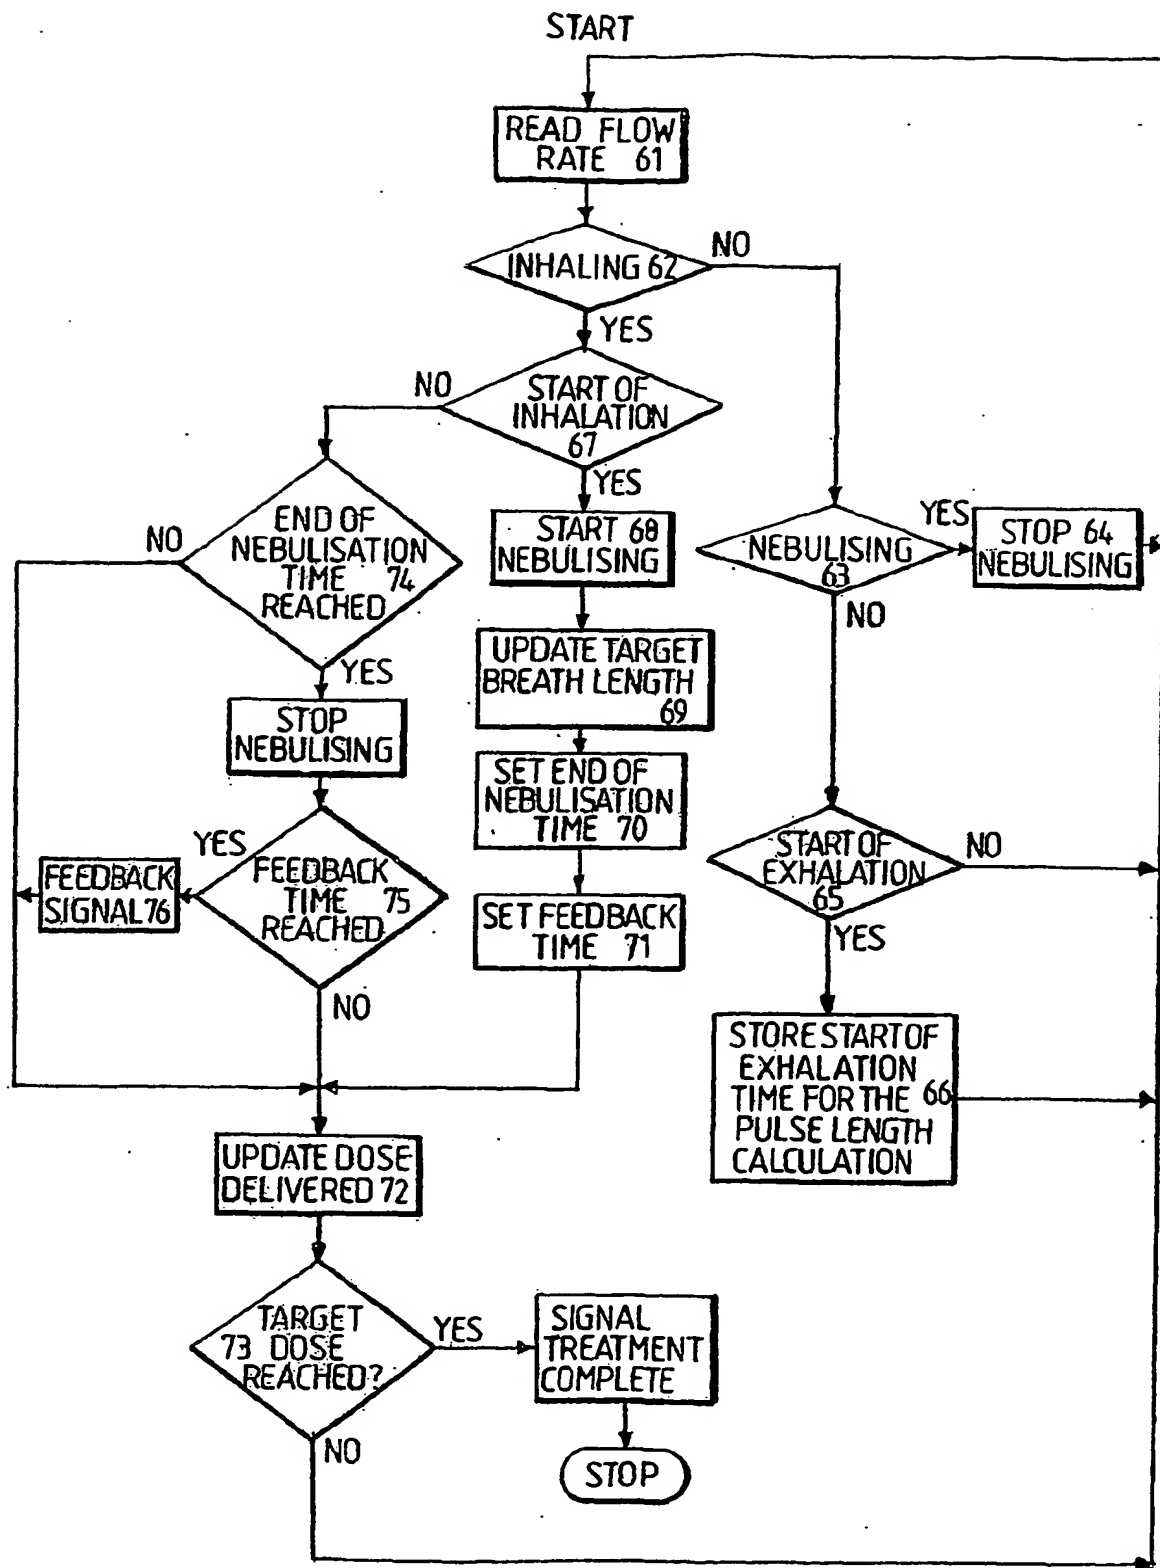 START
READ FLOW
RATE 61
INHALING 62
NO
YES
START OF
INHALATION
67
NO
YES
END OF
NEBULISATION
TIME 74
REACHED
NO
YES
START 68
NEBULISING
NEBULISING
63
YES
STOP 64
NEBULISING
NO
UPDATE TARGET
BREATH LENGTH
69
STOP
NEBULISING
SET END OF
NEBULISATION
TIME 70
START OF
EXHALATION
65
NO
YES
YES
FEEDBACK
SIGNAL 76
FEEDBACK
TIME 75
REACHED
NO
SET FEEDBACK
TIME 71
STORE START OF
EXHALATION
TIME FOR THE 66
PULSE LENGTH
CALCULATION
UPDATE DOSE
DELIVERED 72
TARGET
73 DOSE
REACHED?
YES
NO
SIGNAL
TREATMENT
COMPLETE
STOP